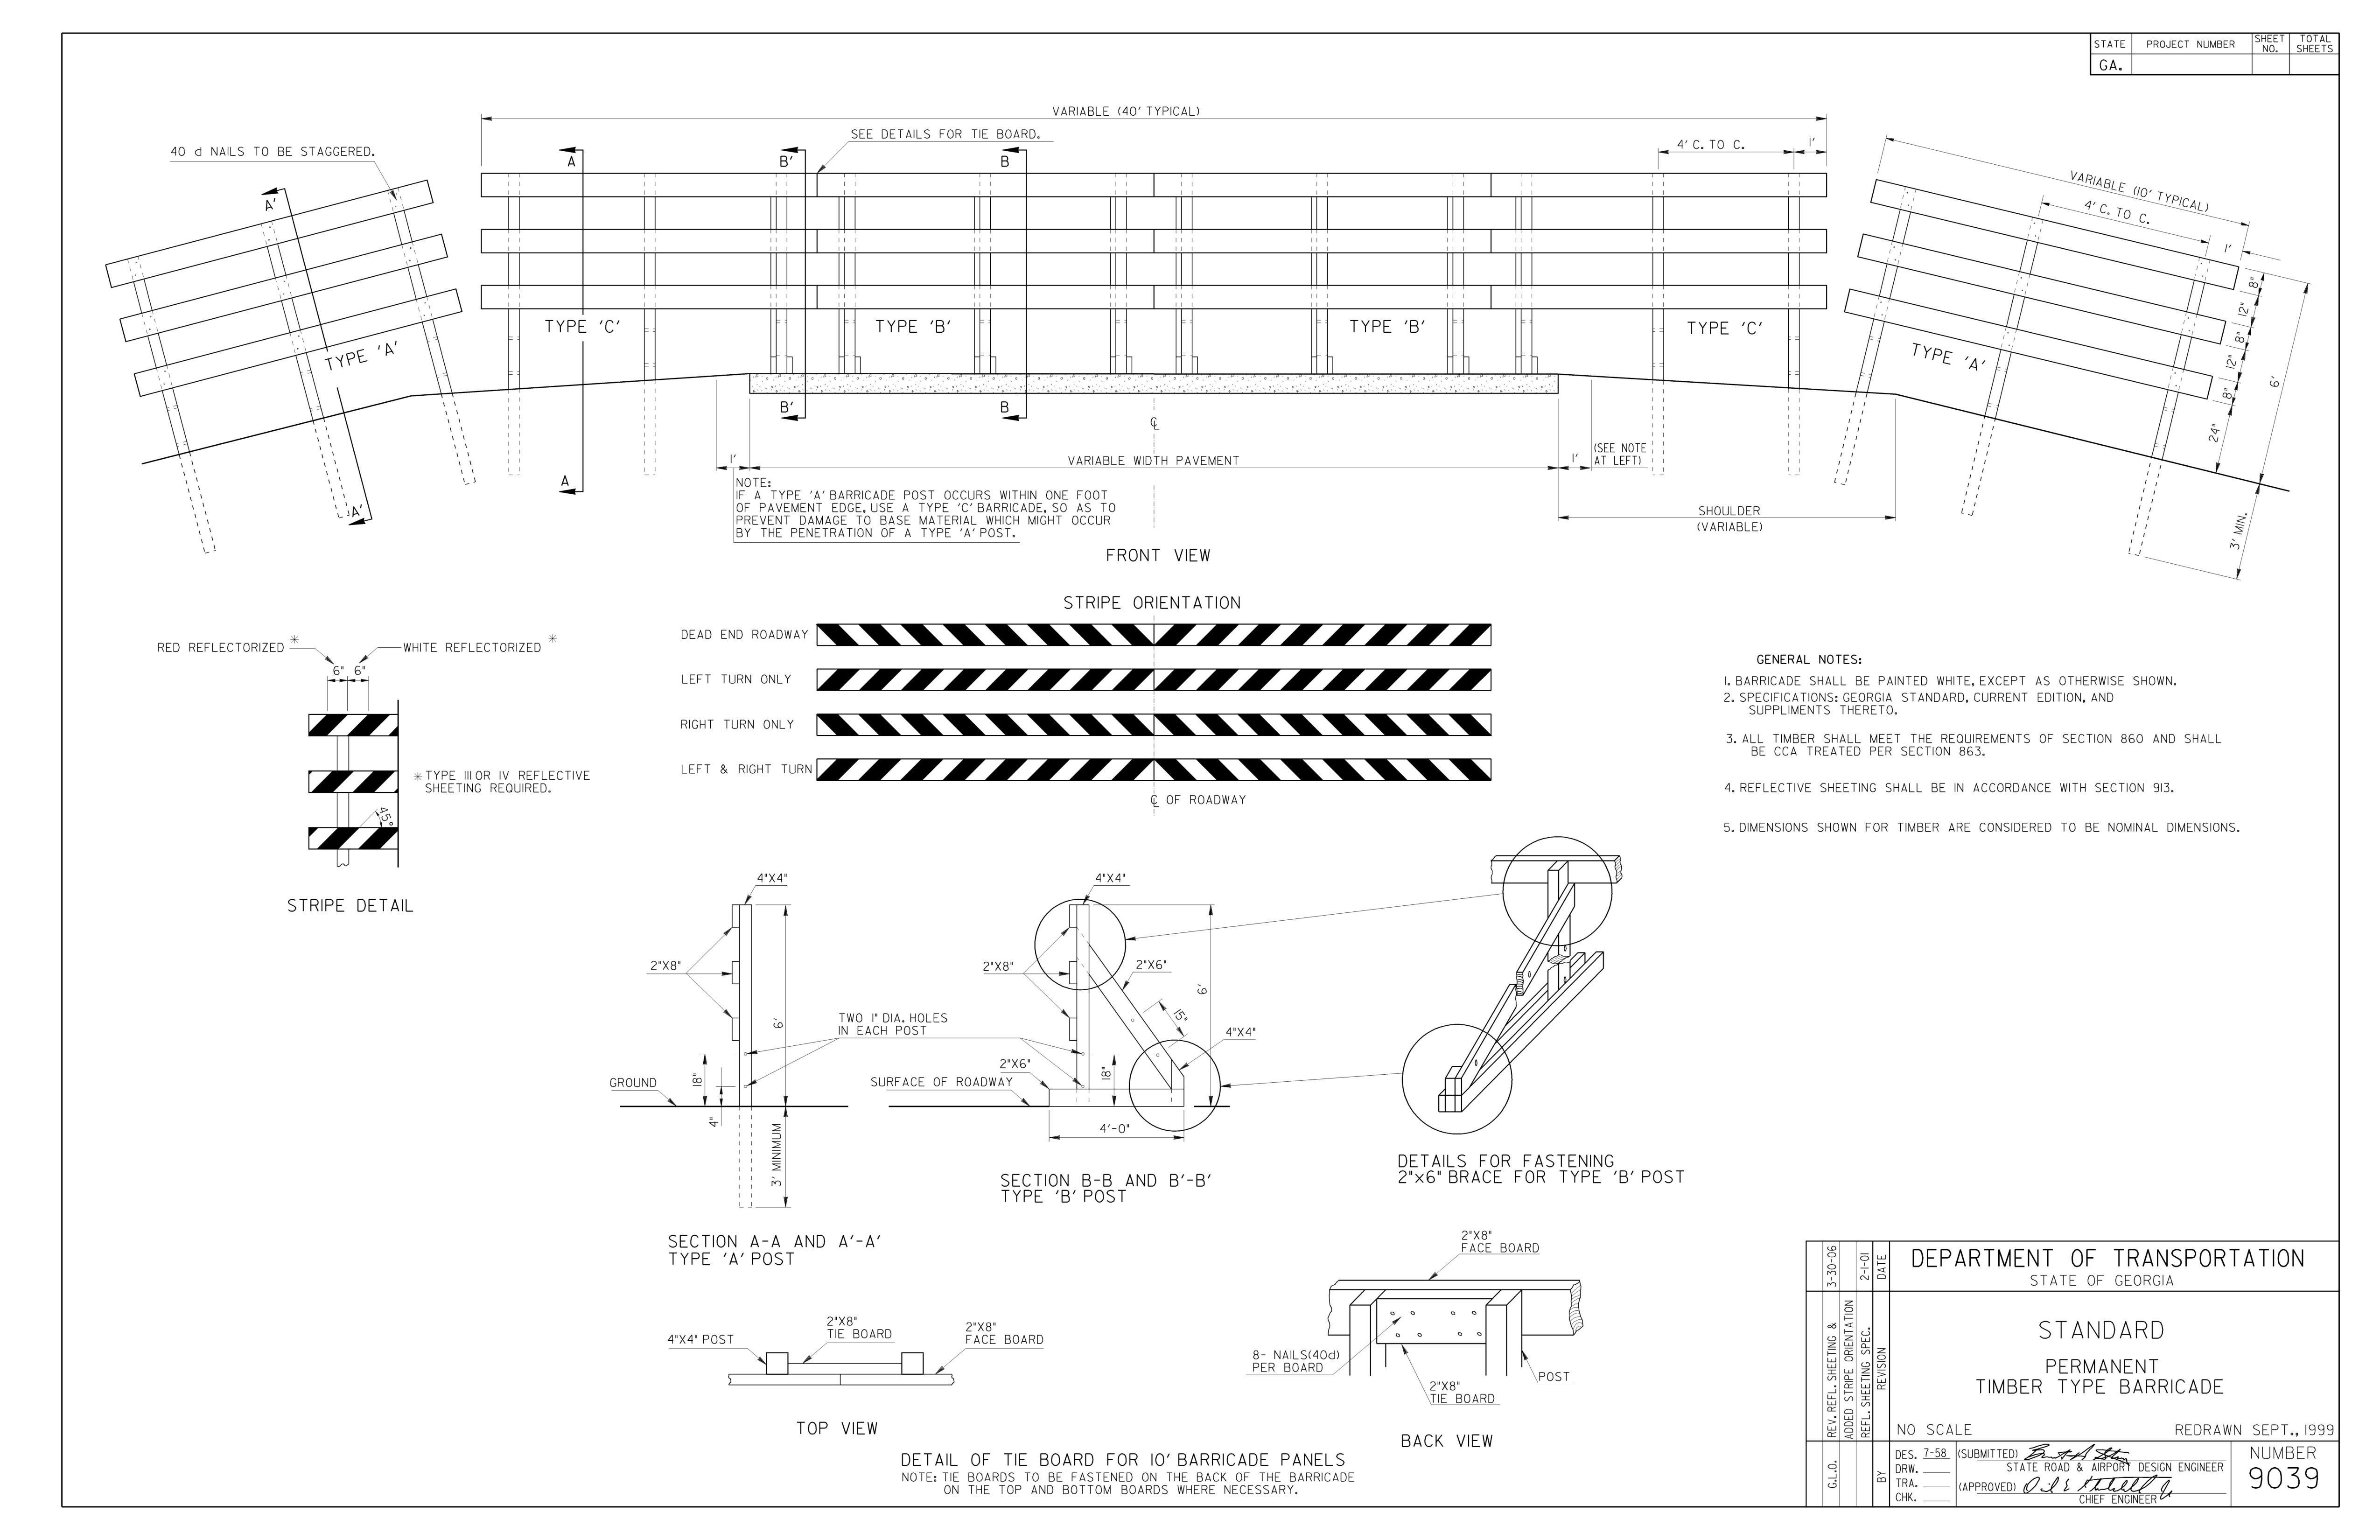 STATE
PROJECT NUMBER
SHEET NO.
TOTAL SHEETS
GA.
VARIABLE (40' TYPICAL)
SEE DETAILS FOR TIE BOARD.
40 d NAILS TO BE STAGGERED.
A'
A
B'
B
4' C. TO C.
1'
VARIABLE (10' TYPICAL)
4' C. TO C.
1'
8"
12"
8"
12"
8"
24"
6'
3' MIN.
TYPE 'A'
TYPE 'C'
TYPE 'B'
TYPE 'B'
TYPE 'C'
TYPE 'A'
B'
B
℄
A'
A
1'
VARIABLE WIDTH PAVEMENT
1'
(SEE NOTE
AT LEFT)
NOTE:
IF A TYPE 'A' BARRICADE POST OCCURS WITHIN ONE FOOT
OF PAVEMENT EDGE, USE A TYPE 'C' BARRICADE, SO AS TO
PREVENT DAMAGE TO BASE MATERIAL WHICH MIGHT OCCUR
BY THE PENETRATION OF A TYPE 'A' POST.
SHOULDER
(VARIABLE)
FRONT VIEW
STRIPE ORIENTATION
DEAD END ROADWAY
LEFT TURN ONLY
RIGHT TURN ONLY
LEFT & RIGHT TURN
℄ OF ROADWAY
RED REFLECTORIZED *
WHITE REFLECTORIZED *
6" 6"
* TYPE III OR IV REFLECTIVE
SHEETING REQUIRED.
45°
STRIPE DETAIL
GENERAL NOTES:
1. BARRICADE SHALL BE PAINTED WHITE, EXCEPT AS OTHERWISE SHOWN.
2. SPECIFICATIONS: GEORGIA STANDARD, CURRENT EDITION, AND
SUPPLIMENTS THERETO.
3. ALL TIMBER SHALL MEET THE REQUIREMENTS OF SECTION 860 AND SHALL
BE CCA TREATED PER SECTION 863.
4. REFLECTIVE SHEETING SHALL BE IN ACCORDANCE WITH SECTION 913.
5. DIMENSIONS SHOWN FOR TIMBER ARE CONSIDERED TO BE NOMINAL DIMENSIONS.
4"X4"
2"X8"
6'
TWO 1" DIA. HOLES
IN EACH POST
18"
GROUND
4"
3' MINIMUM
SECTION A-A AND A'-A'
TYPE 'A' POST
4"X4"
2"X8"
2"X6"
6'
15"
4"X4"
2"X6"
18"
SURFACE OF ROADWAY
4'-0"
SECTION B-B AND B'-B'
TYPE 'B' POST
DETAILS FOR FASTENING
2"x6" BRACE FOR TYPE 'B' POST
4"X4" POST
2"X8"
TIE BOARD
2"X8"
FACE BOARD
TOP VIEW
2"X8"
FACE BOARD
8- NAILS(40d)
PER BOARD
2"X8"
TIE BOARD
POST
BACK VIEW
DETAIL OF TIE BOARD FOR 10' BARRICADE PANELS
NOTE: TIE BOARDS TO BE FASTENED ON THE BACK OF THE BARRICADE
ON THE TOP AND BOTTOM BOARDS WHERE NECESSARY.
3-30-06
2-1-01
DATE
REV. REFL. SHEETING &
ADDED STRIPE ORIENTATION
REFL. SHEETING SPEC.
REVISION
G.L.O.
BY
DEPARTMENT OF TRANSPORTATION
STATE OF GEORGIA
STANDARD
PERMANENT
TIMBER TYPE BARRICADE
NO SCALE
REDRAWN SEPT., 1999
DES. 7-58
DRW.
TRA.
CHK.
(SUBMITTED)
STATE ROAD & AIRPORT DESIGN ENGINEER
(APPROVED)
CHIEF ENGINEER
NUMBER
9039